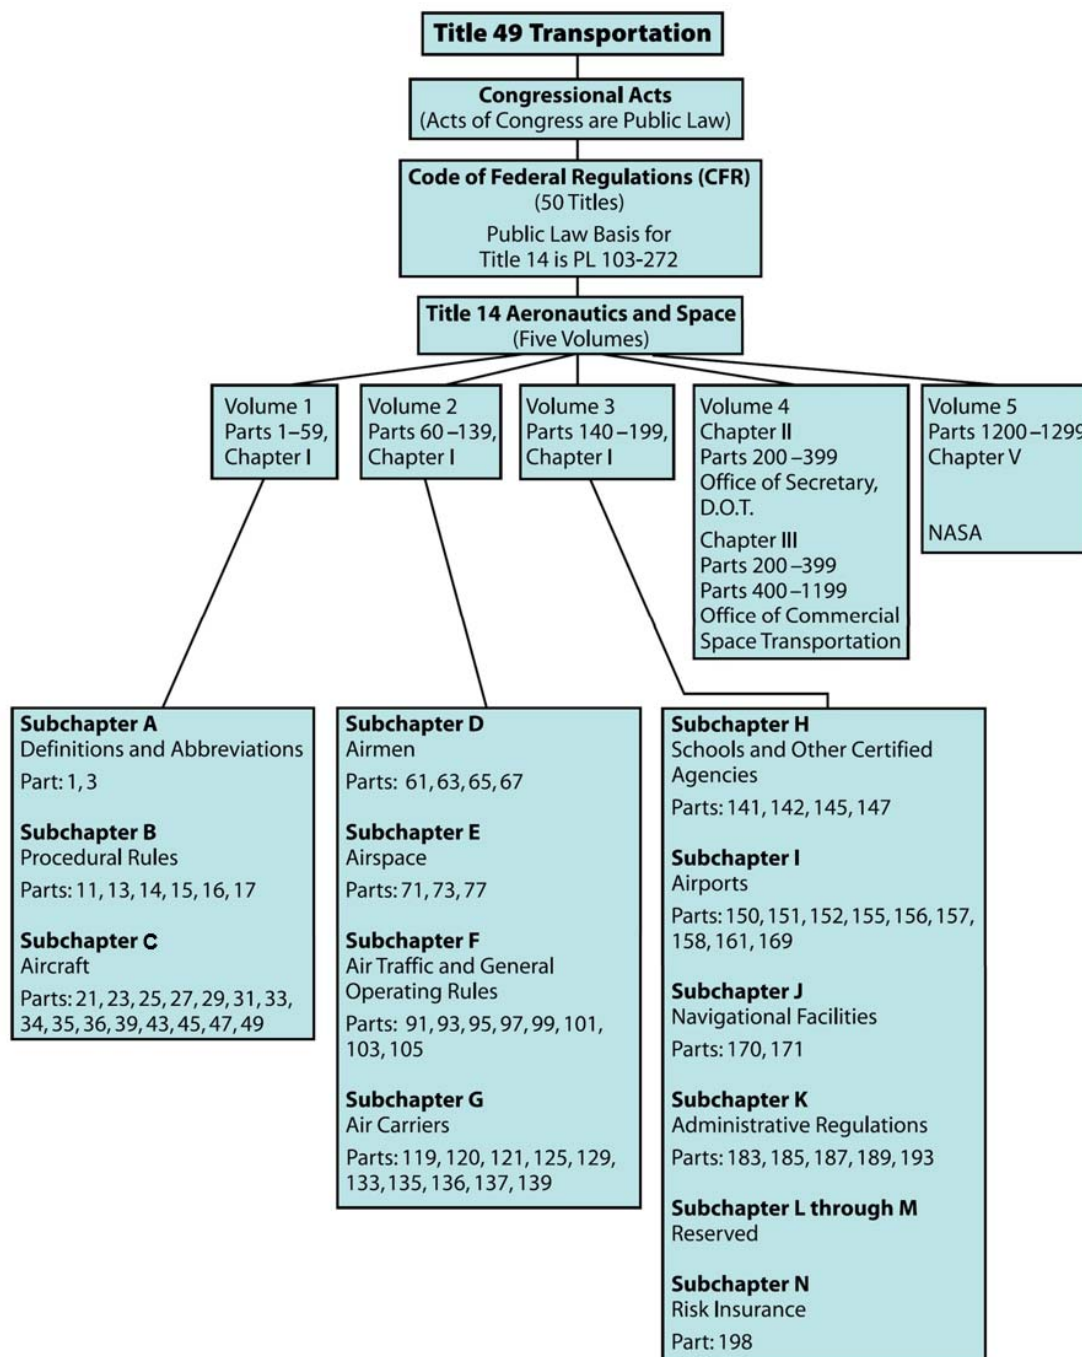 Title 49 Transportation
Congressional Acts
(Acts of Congress are Public Law)
Code of Federal Regulations (CFR)
(50 Titles)
Public Law Basis for
Title 14 is PL 103-272
Title 14 Aeronautics and Space
(Five Volumes)
Volume 1
Parts 1–59,
Chapter I
Volume 2
Parts 60–139,
Chapter I
Volume 3
Parts 140–199,
Chapter I
Volume 4
Chapter II
Parts 200–399
Office of Secretary,
D.O.T.
Chapter III
Parts 200–399
Parts 400–1199
Office of Commercial
Space Transportation
Volume 5
Parts 1200–1299
Chapter V
NASA
Subchapter A
Definitions and Abbreviations
Part: 1, 3
Subchapter B
Procedural Rules
Parts: 11, 13, 14, 15, 16, 17
Subchapter C
Aircraft
Parts: 21, 23, 25, 27, 29, 31, 33,
34, 35, 36, 39, 43, 45, 47, 49
Subchapter D
Airmen
Parts: 61, 63, 65, 67
Subchapter E
Airspace
Parts: 71, 73, 77
Subchapter F
Air Traffic and General
Operating Rules
Parts: 91, 93, 95, 97, 99, 101,
103, 105
Subchapter G
Air Carriers
Parts: 119, 120, 121, 125, 129,
133, 135, 136, 137, 139
Subchapter H
Schools and Other Certified
Agencies
Parts: 141, 142, 145, 147
Subchapter I
Airports
Parts: 150, 151, 152, 155, 156, 157,
158, 161, 169
Subchapter J
Navigational Facilities
Parts: 170, 171
Subchapter K
Administrative Regulations
Parts: 183, 185, 187, 189, 193
Subchapter L through M
Reserved
Subchapter N
Risk Insurance
Part: 198